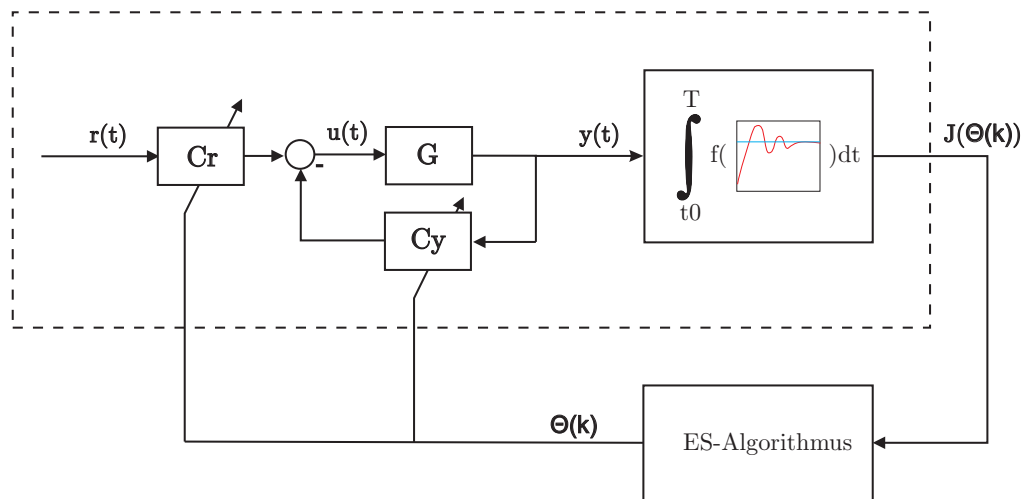 r(t)
Cr
-
u(t)
G
y(t)
Cy
T
∫
t0
f( )dt
J(Θ(k))
Θ(k)
ES-Algorithmus